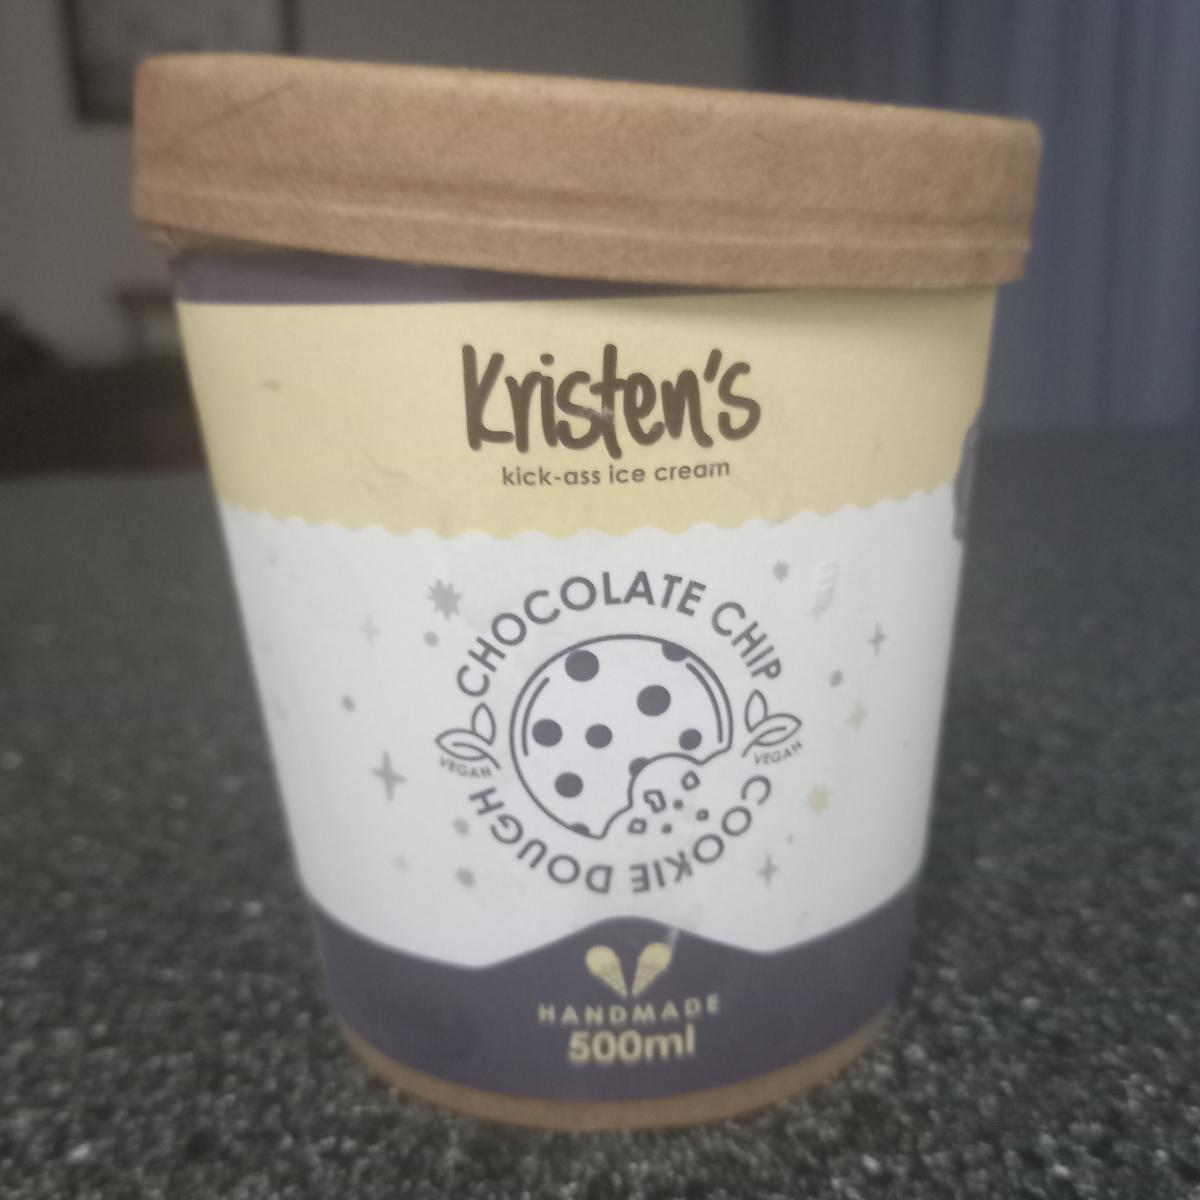 Kristen's
kick-ass ice cream
CHOCOLATE CHIP
VEGAN
VEGAN
COOKIE DOUGH
HANDMADE
500ml